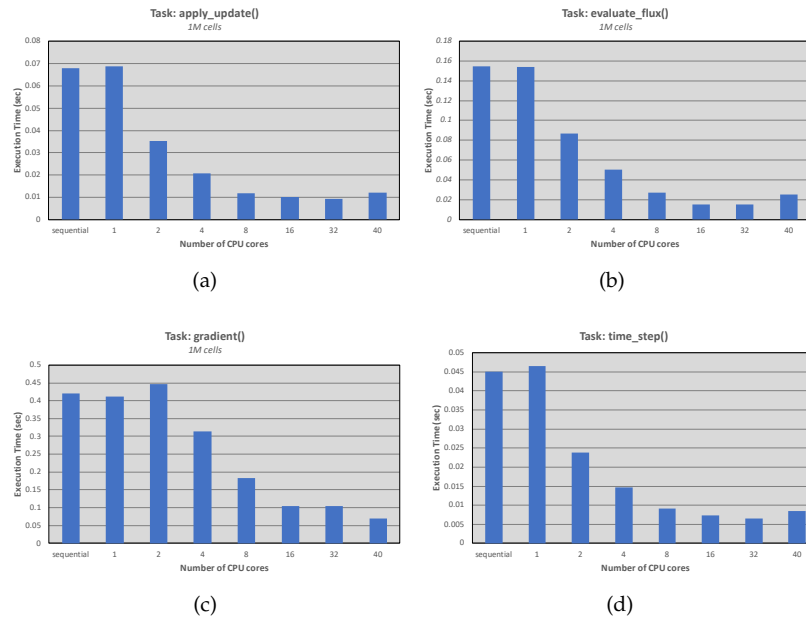 Task: apply_update()
1M cells
Execution Time (sec)
0.08
0.07
0.06
0.05
0.04
0.03
0.02
0.01
0
sequential 1 2 4 8 16 32 40
Number of CPU cores
(a)
Task: evaluate_flux()
1M cells
Execution Time (sec)
0.18
0.16
0.14
0.12
0.1
0.08
0.06
0.04
0.02
0
sequential 1 2 4 8 16 32 40
Number of CPU cores
(b)
Task: gradient()
1M cells
Execution Time (sec)
0.5
0.45
0.4
0.35
0.3
0.25
0.2
0.15
0.1
0.05
0
sequential 1 2 4 8 16 32 40
Number of CPU cores
(c)
Task: time_step()
Execution Time (sec)
0.05
0.045
0.04
0.035
0.03
0.025
0.02
0.015
0.01
0.005
0
sequential 1 2 4 8 16 32 40
Number of CPU cores
(d)